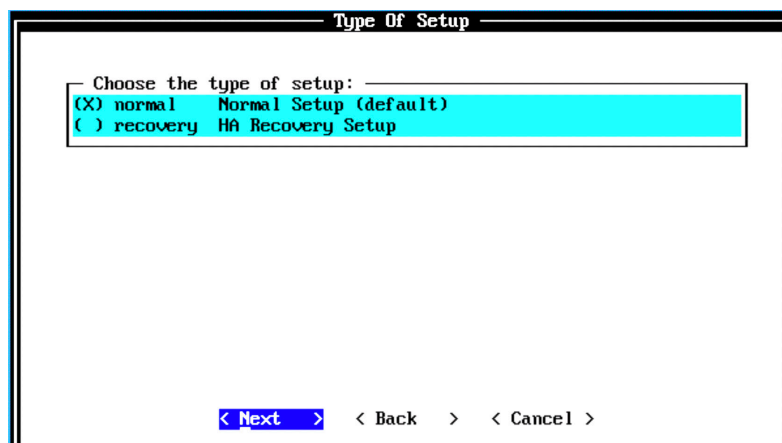 Type Of Setup
Choose the type of setup:
(X) normal Normal Setup (default)
( ) recovery HA Recovery Setup
< Next > < Back > < Cancel >